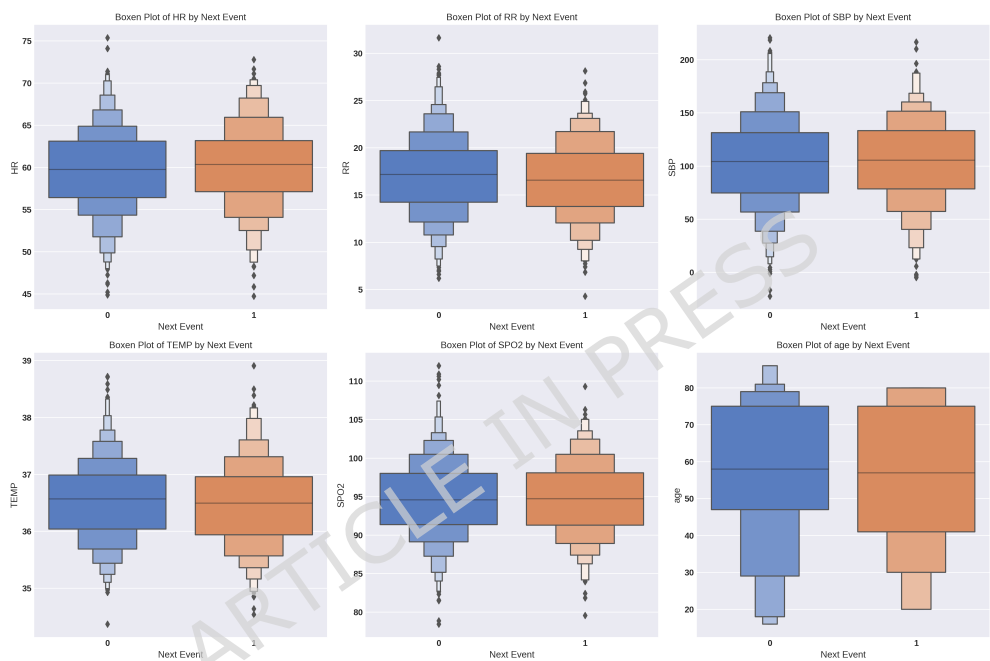 Boxen Plot of HR by Next Event
75
70
65
60
55
50
45
HR
0
1
Next Event
Boxen Plot of RR by Next Event
30
25
20
15
10
5
RR
0
1
Next Event
Boxen Plot of SBP by Next Event
200
150
100
50
0
SBP
0
1
Next Event
Boxen Plot of TEMP by Next Event
39
38
37
36
35
TEMP
0
1
Next Event
Boxen Plot of SPO2 by Next Event
110
105
100
95
90
85
80
SPO2
0
1
Next Event
Boxen Plot of age by Next Event
80
70
60
50
40
30
20
age
0
1
Next Event
ARTICLE IN PRESS